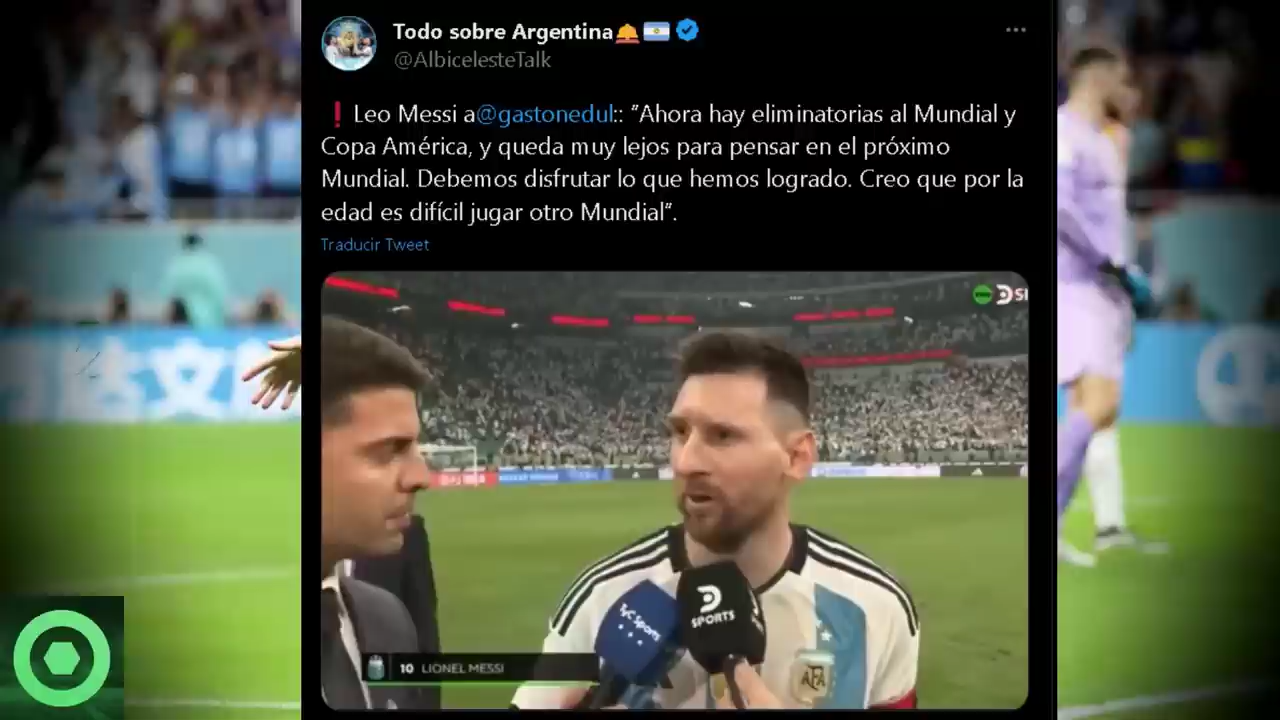 Todo sobre Argentina
@AlbicelesteTalk
❗ Leo Messi a@gastonedul:: “Ahora hay eliminatorias al Mundial y
Copa América, y queda muy lejos para pensar en el próximo
Mundial. Debemos disfrutar lo que hemos logrado. Creo que por la
edad es difícil jugar otro Mundial”.
Traducir Tweet
TyC Sports
D
SPORTS
AFA
10 LIONEL MESSI